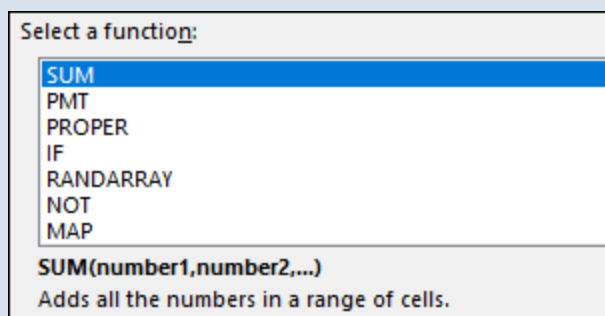 Select a function:
SUM
PMT
PROPER
IF
RANDARRAY
NOT
MAP
SUM(number1,number2,...)
Adds all the numbers in a range of cells.